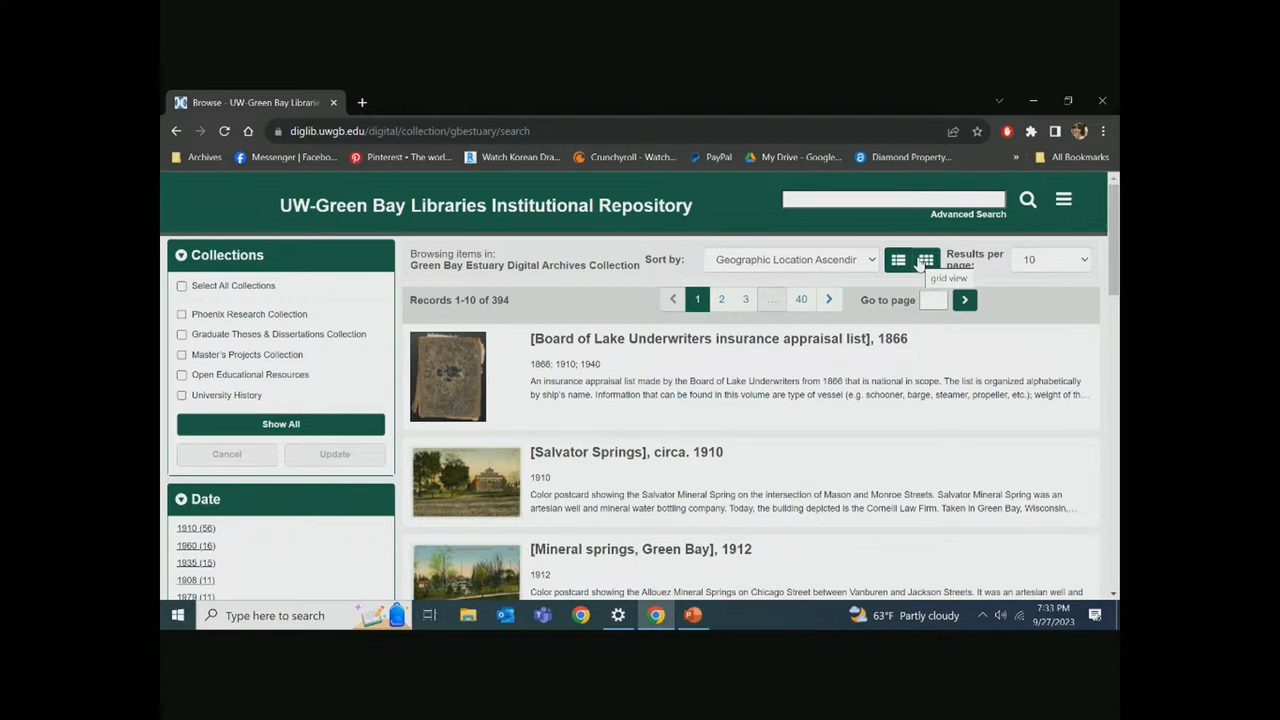 Browse - UW-Green Bay Librarie
diglib.uwgb.edu/digital/collection/gbestuary/search
Archives
Messenger | Facebo...
Pinterest • The worl...
Watch Korean Dra...
Crunchyroll - Watch...
PayPal
My Drive - Google...
Diamond Property...
»
All Bookmarks
UW-Green Bay Libraries Institutional Repository
Advanced Search
Collections
Select All Collections
Phoenix Research Collection
Graduate Theses & Dissertations Collection
Master's Projects Collection
Open Educational Resources
University History
Show All
Cancel
Update
Date
1910 (56)
1960 (16)
1935 (15)
1908 (11)
1979 (11)
Browsing items in:
Green Bay Estuary Digital Archives Collection
Sort by:
Geographic Location Ascendir
Results per
page:
10
grid view
Records 1-10 of 394
1
2
3
...
40
Go to page
[Board of Lake Underwriters insurance appraisal list], 1866
1866; 1910; 1940
An insurance appraisal list made by the Board of Lake Underwriters from 1866 that is national in scope. The list is organized alphabetically
by ship's name. Information that can be found in this volume are type of vessel (e.g. schooner, barge, steamer, propeller, etc.); weight of th...
[Salvator Springs], circa. 1910
1910
Color postcard showing the Salvator Mineral Spring on the intersection of Mason and Monroe Streets. Salvator Mineral Spring was an
artesian well and mineral water bottling company. Today, the building depicted is the Cornell Law Firm. Taken in Green Bay, Wisconsin,...
[Mineral springs, Green Bay], 1912
1912
Color postcard showing the Allouez Mineral Springs on Chicago Street between Vanburen and Jackson Streets. It was an artesian well and
Type here to search
63°F Partly cloudy
7:33 PM
9/27/2023